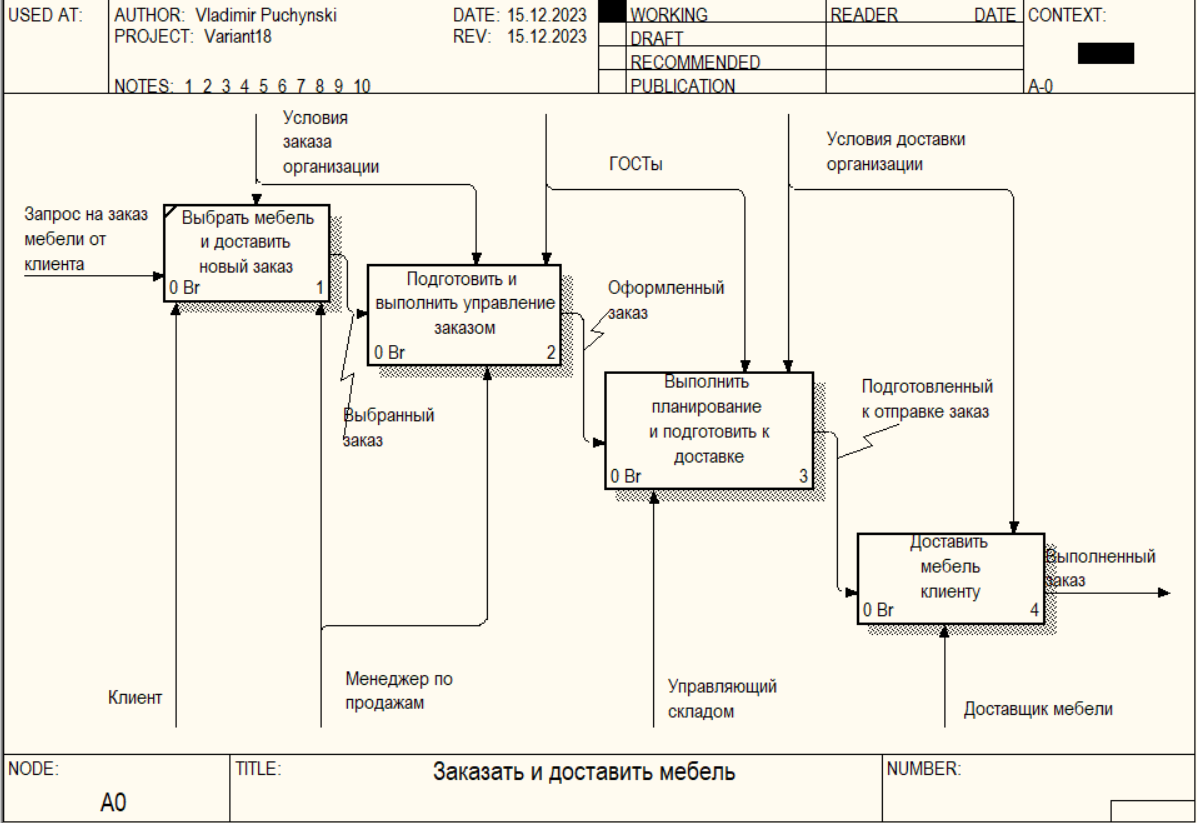 USED AT:
AUTHOR: Vladimir Puchynski
DATE: 15.12.2023
PROJECT: Variant18
REV: 15.12.2023
NOTES: 1 2 3 4 5 6 7 8 9 10
WORKING
DRAFT
RECOMMENDED
PUBLICATION
READER
DATE
CONTEXT:
A-0
Условия
заказа
организации
ГОСТы
Условия доставки
организации
Запрос на заказ
мебели от
клиента
Выбрать мебель
и доставить
новый заказ
0 Br
1
Подготовить и
выполнить управление
заказом
0 Br
2
Оформленный
заказ
Выбранный
заказ
Выполнить
планирование
и подготовить к
доставке
0 Br
3
Подготовленный
к отправке заказ
Доставить
мебель
клиенту
0 Br
4
Выполненный
заказ
Клиент
Менеджер по
продажам
Управляющий
складом
Доставщик мебели
NODE:
A0
TITLE:
Заказать и доставить мебель
NUMBER: